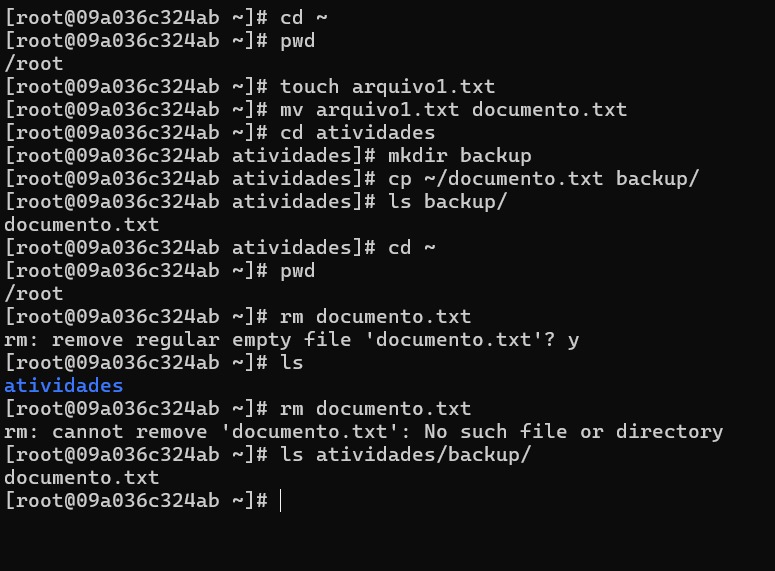 [root@09a036c324ab ~]# cd ~
[root@09a036c324ab ~]# pwd
/root
[root@09a036c324ab ~]# touch arquivo1.txt
[root@09a036c324ab ~]# mv arquivo1.txt documento.txt
[root@09a036c324ab ~]# cd atividades
[root@09a036c324ab atividades]# mkdir backup
[root@09a036c324ab atividades]# cp ~/documento.txt backup/
[root@09a036c324ab atividades]# ls backup/
documento.txt
[root@09a036c324ab atividades]# cd ~
[root@09a036c324ab ~]# pwd
/root
[root@09a036c324ab ~]# rm documento.txt
rm: remove regular empty file 'documento.txt'? y
[root@09a036c324ab ~]# ls
atividades
[root@09a036c324ab ~]# rm documento.txt
rm: cannot remove 'documento.txt': No such file or directory
[root@09a036c324ab ~]# ls atividades/backup/
documento.txt
[root@09a036c324ab ~]#